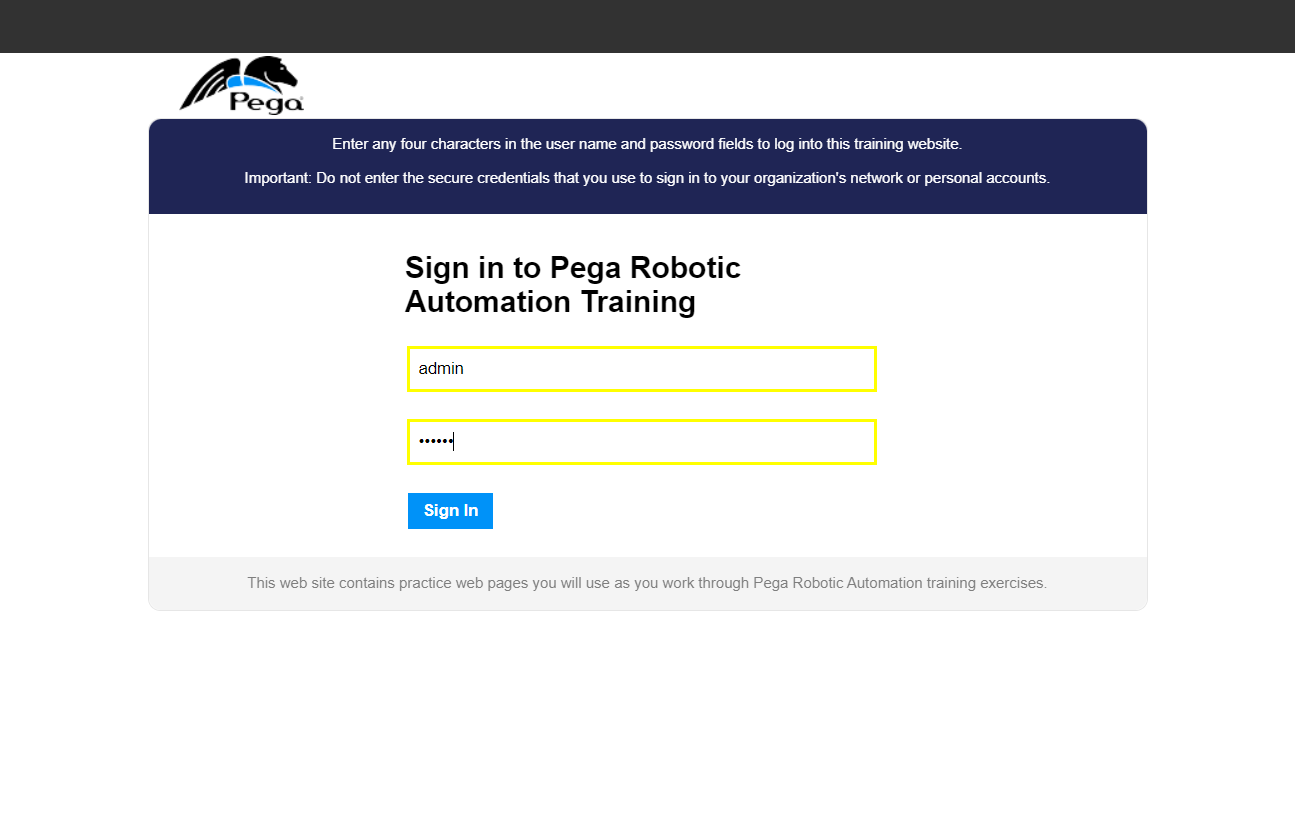 Pega
Enter any four characters in the user name and password fields to log into this training website.
Important: Do not enter the secure credentials that you use to sign in to your organization's network or personal accounts.
Sign in to Pega Robotic
Automation Training
admin
••••••
Sign In
This web site contains practice web pages you will use as you work through Pega Robotic Automation training exercises.